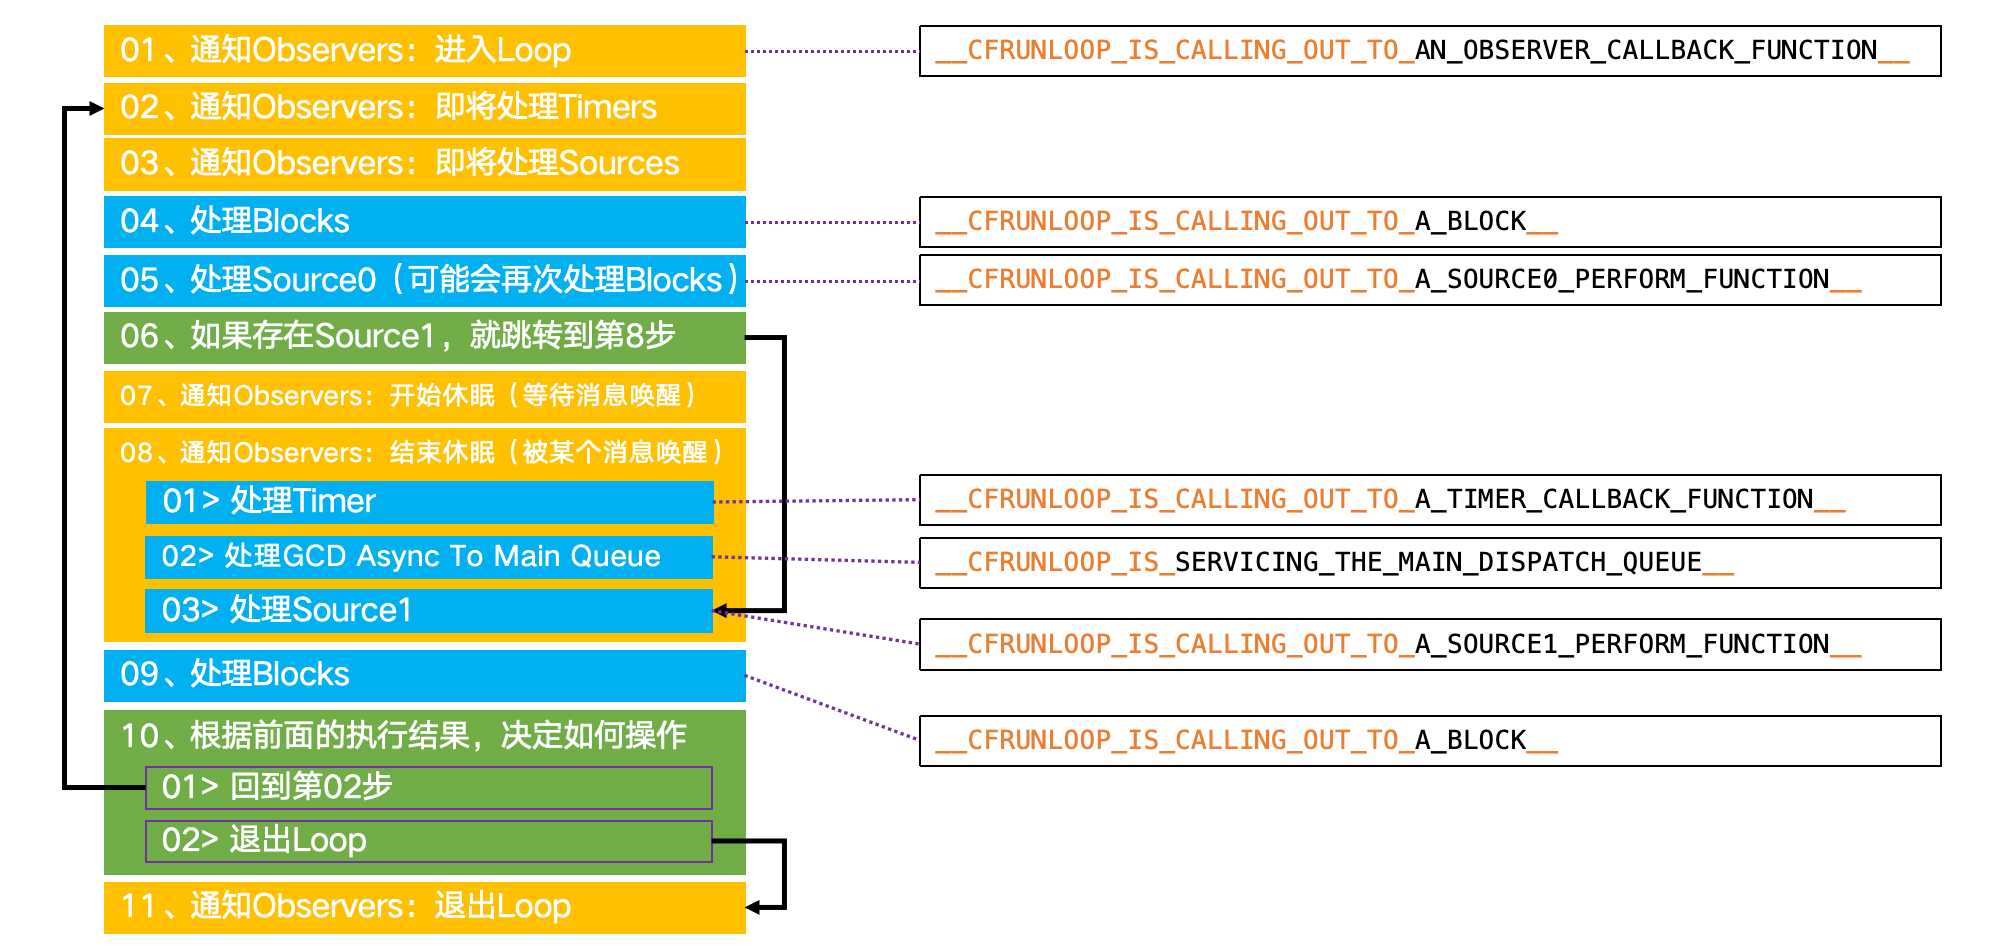 01、通知Observers：进入Loop
__CFRUNLOOP_IS_CALLING_OUT_TO_AN_OBSERVER_CALLBACK_FUNCTION__
02、通知Observers：即将处理Timers
03、通知Observers：即将处理Sources
04、处理Blocks
__CFRUNLOOP_IS_CALLING_OUT_TO_A_BLOCK__
05、处理Source0（可能会再次处理Blocks）
__CFRUNLOOP_IS_CALLING_OUT_TO_A_SOURCE0_PERFORM_FUNCTION__
06、如果存在Source1，就跳转到第8步
07、通知Observers：开始休眠（等待消息唤醒）
08、通知Observers：结束休眠（被某个消息唤醒）
01> 处理Timer
__CFRUNLOOP_IS_CALLING_OUT_TO_A_TIMER_CALLBACK_FUNCTION__
02> 处理GCD Async To Main Queue
__CFRUNLOOP_IS_SERVICING_THE_MAIN_DISPATCH_QUEUE__
03> 处理Source1
__CFRUNLOOP_IS_CALLING_OUT_TO_A_SOURCE1_PERFORM_FUNCTION__
09、处理Blocks
__CFRUNLOOP_IS_CALLING_OUT_TO_A_BLOCK__
10、根据前面的执行结果，决定如何操作
01> 回到第02步
02> 退出Loop
11、通知Observers：退出Loop